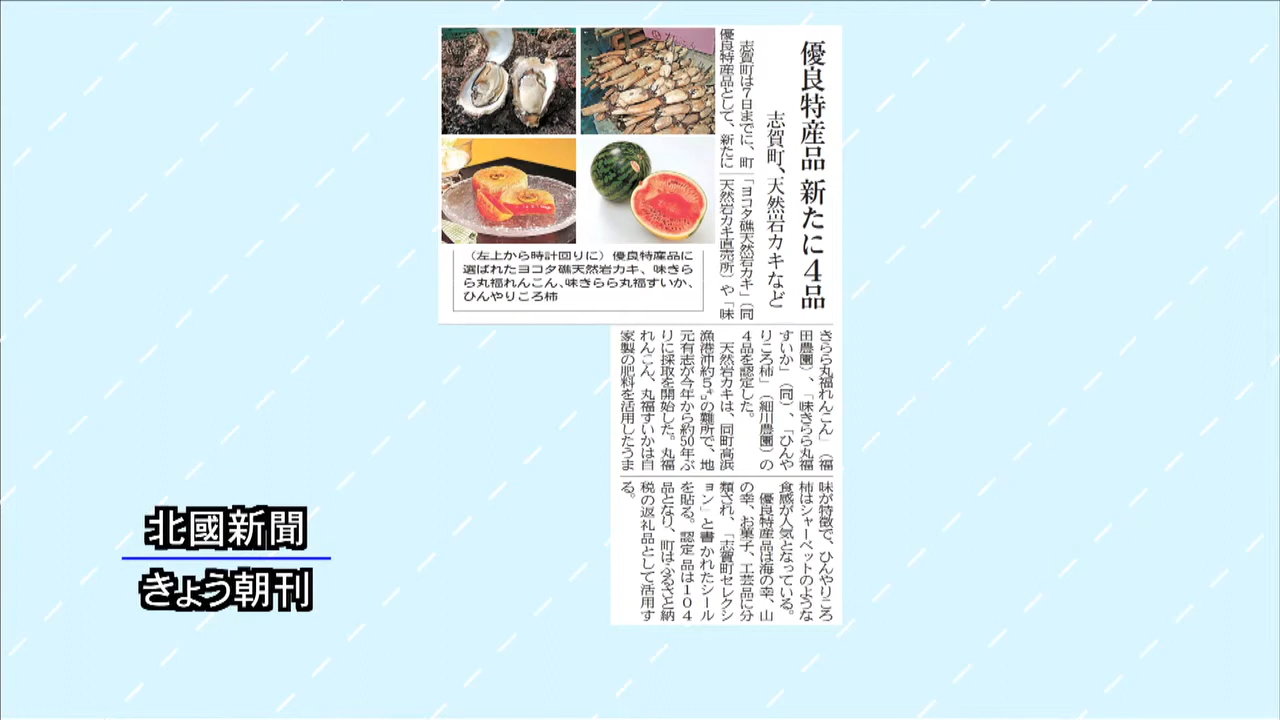 優良特産品 新たに4品
志賀町、天然岩カキなど
志賀町は7日までに、町
優良特産品として、新たに
「ヨコタ礁天然岩カキ」(同
天然岩カキ直売所)や「味
(左上から時計回りに)優良特産品に
選ばれたヨコタ礁天然岩カキ、味きら
ら丸福れんこん、味きらら丸福すいか、
ひんやりころ柿
きらら丸福れんこん」(福
田農園)、「味きらら丸福
すいか」(同)、「ひんや
りころ柿」(細川農園)の
4品を認定した。
天然岩カキは、同町高浜
漁港沖約5㌔の難所で、地
元有志が今年から約50年ぶ
りに採取を開始した。丸福
れんこん、丸福すいかは自
家製の肥料を活用したうま
味が特徴で、ひんやりころ
柿はシャーベットのような
食感が人気となっている。
優良特産品は海の幸、山
の幸、お菓子、工芸品に分
類され、「志賀町セレクシ
ョン」と書かれたシール
を貼る。認定品は104
品となり、町はふるさと納
税の返礼品として活用す
る。
北國新聞
きょう朝刊